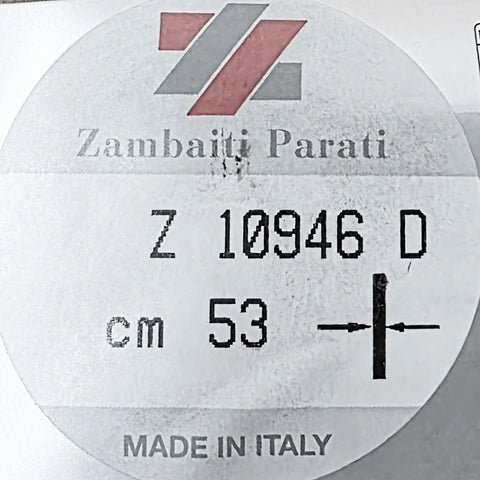 Zambaiti Parati
Z 10946 D
cm 53
MADE IN ITALY